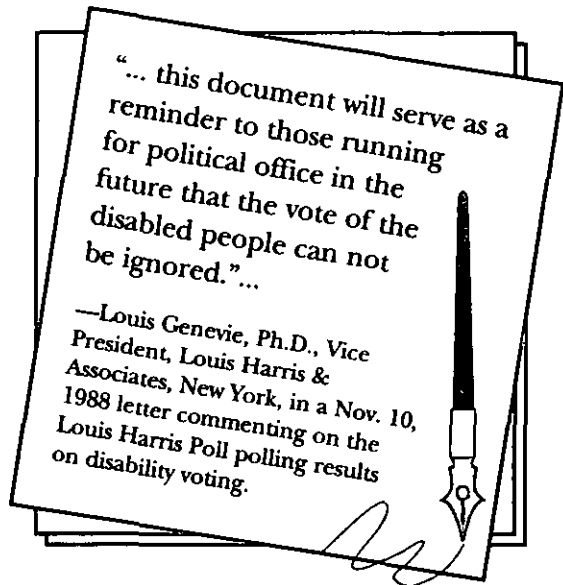 “... this document will serve as a
reminder to those running
for political office in the
future that the vote of the
disabled people can not
be ignored.”...
—Louis Genevie, Ph.D., Vice
President, Louis Harris &
Associates, New York, in a Nov. 10,
1988 letter commenting on the
Louis Harris Poll polling results
on disability voting.